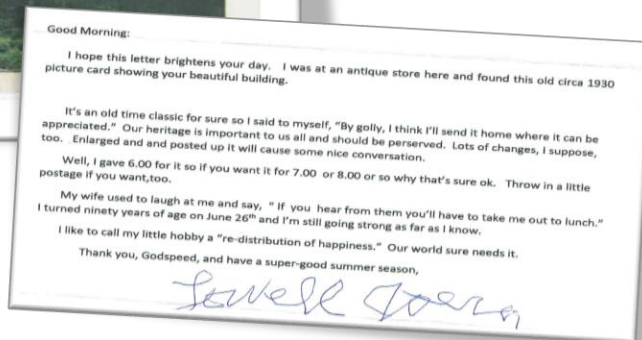 Good Morning:
I hope this letter brightens your day. I was at an antique store here and found this old circa 1930
picture card showing your beautiful building.
It's an old time classic for sure so I said to myself, "By golly, I think I'll send it home where it can be
appreciated." Our heritage is important to us all and should be perserved. Lots of changes, I suppose,
too. Enlarged and and posted up it will cause some nice conversation.
Well, I gave 6.00 for it so if you want it for 7.00 or 8.00 or so why that's sure ok. Throw in a little
postage if you want,too.
My wife used to laugh at me and say, " If you hear from them you'll have to take me out to lunch."
I turned ninety years of age on June 26th and I'm still going strong as far as I know.
I like to call my little hobby a "re-distribution of happiness." Our world sure needs it.
Thank you, Godspeed, and have a super-good summer season,
Lowell